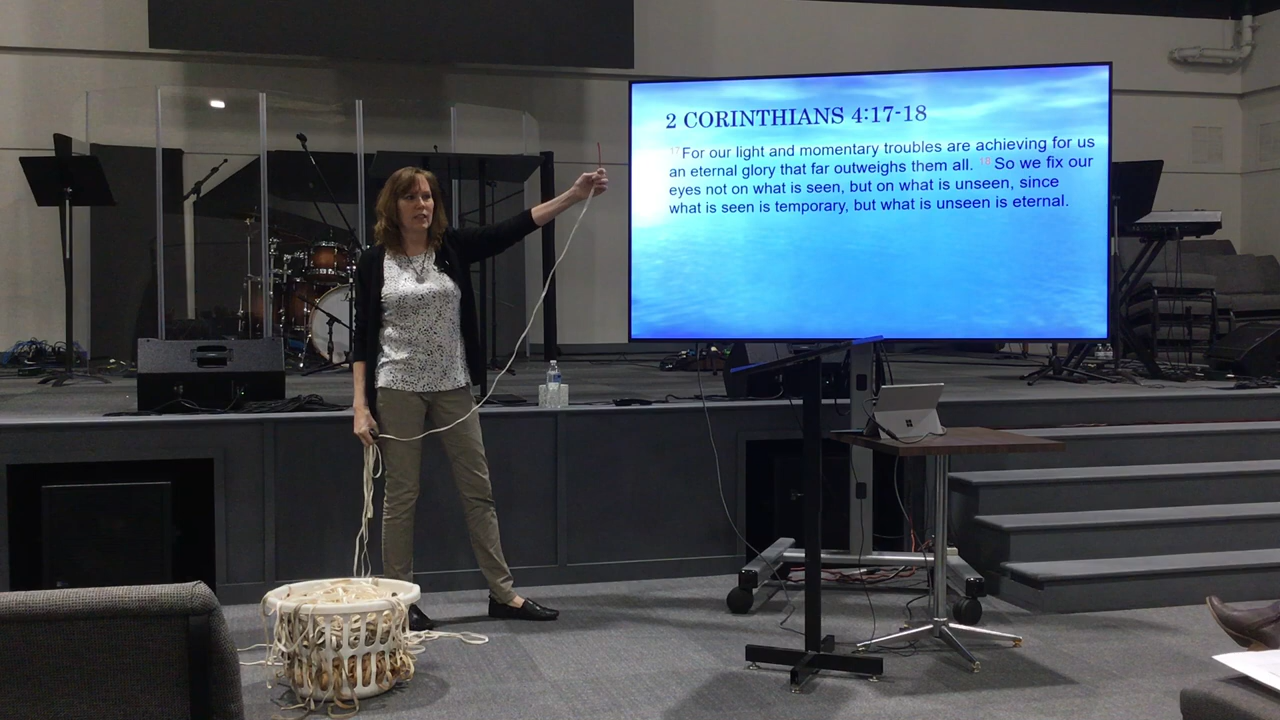 2 CORINTHIANS 4:17-18
17 For our light and momentary troubles are achieving for us
an eternal glory that far outweighs them all. 18 So we fix our
eyes not on what is seen, but on what is unseen, since
what is seen is temporary, but what is unseen is eternal.